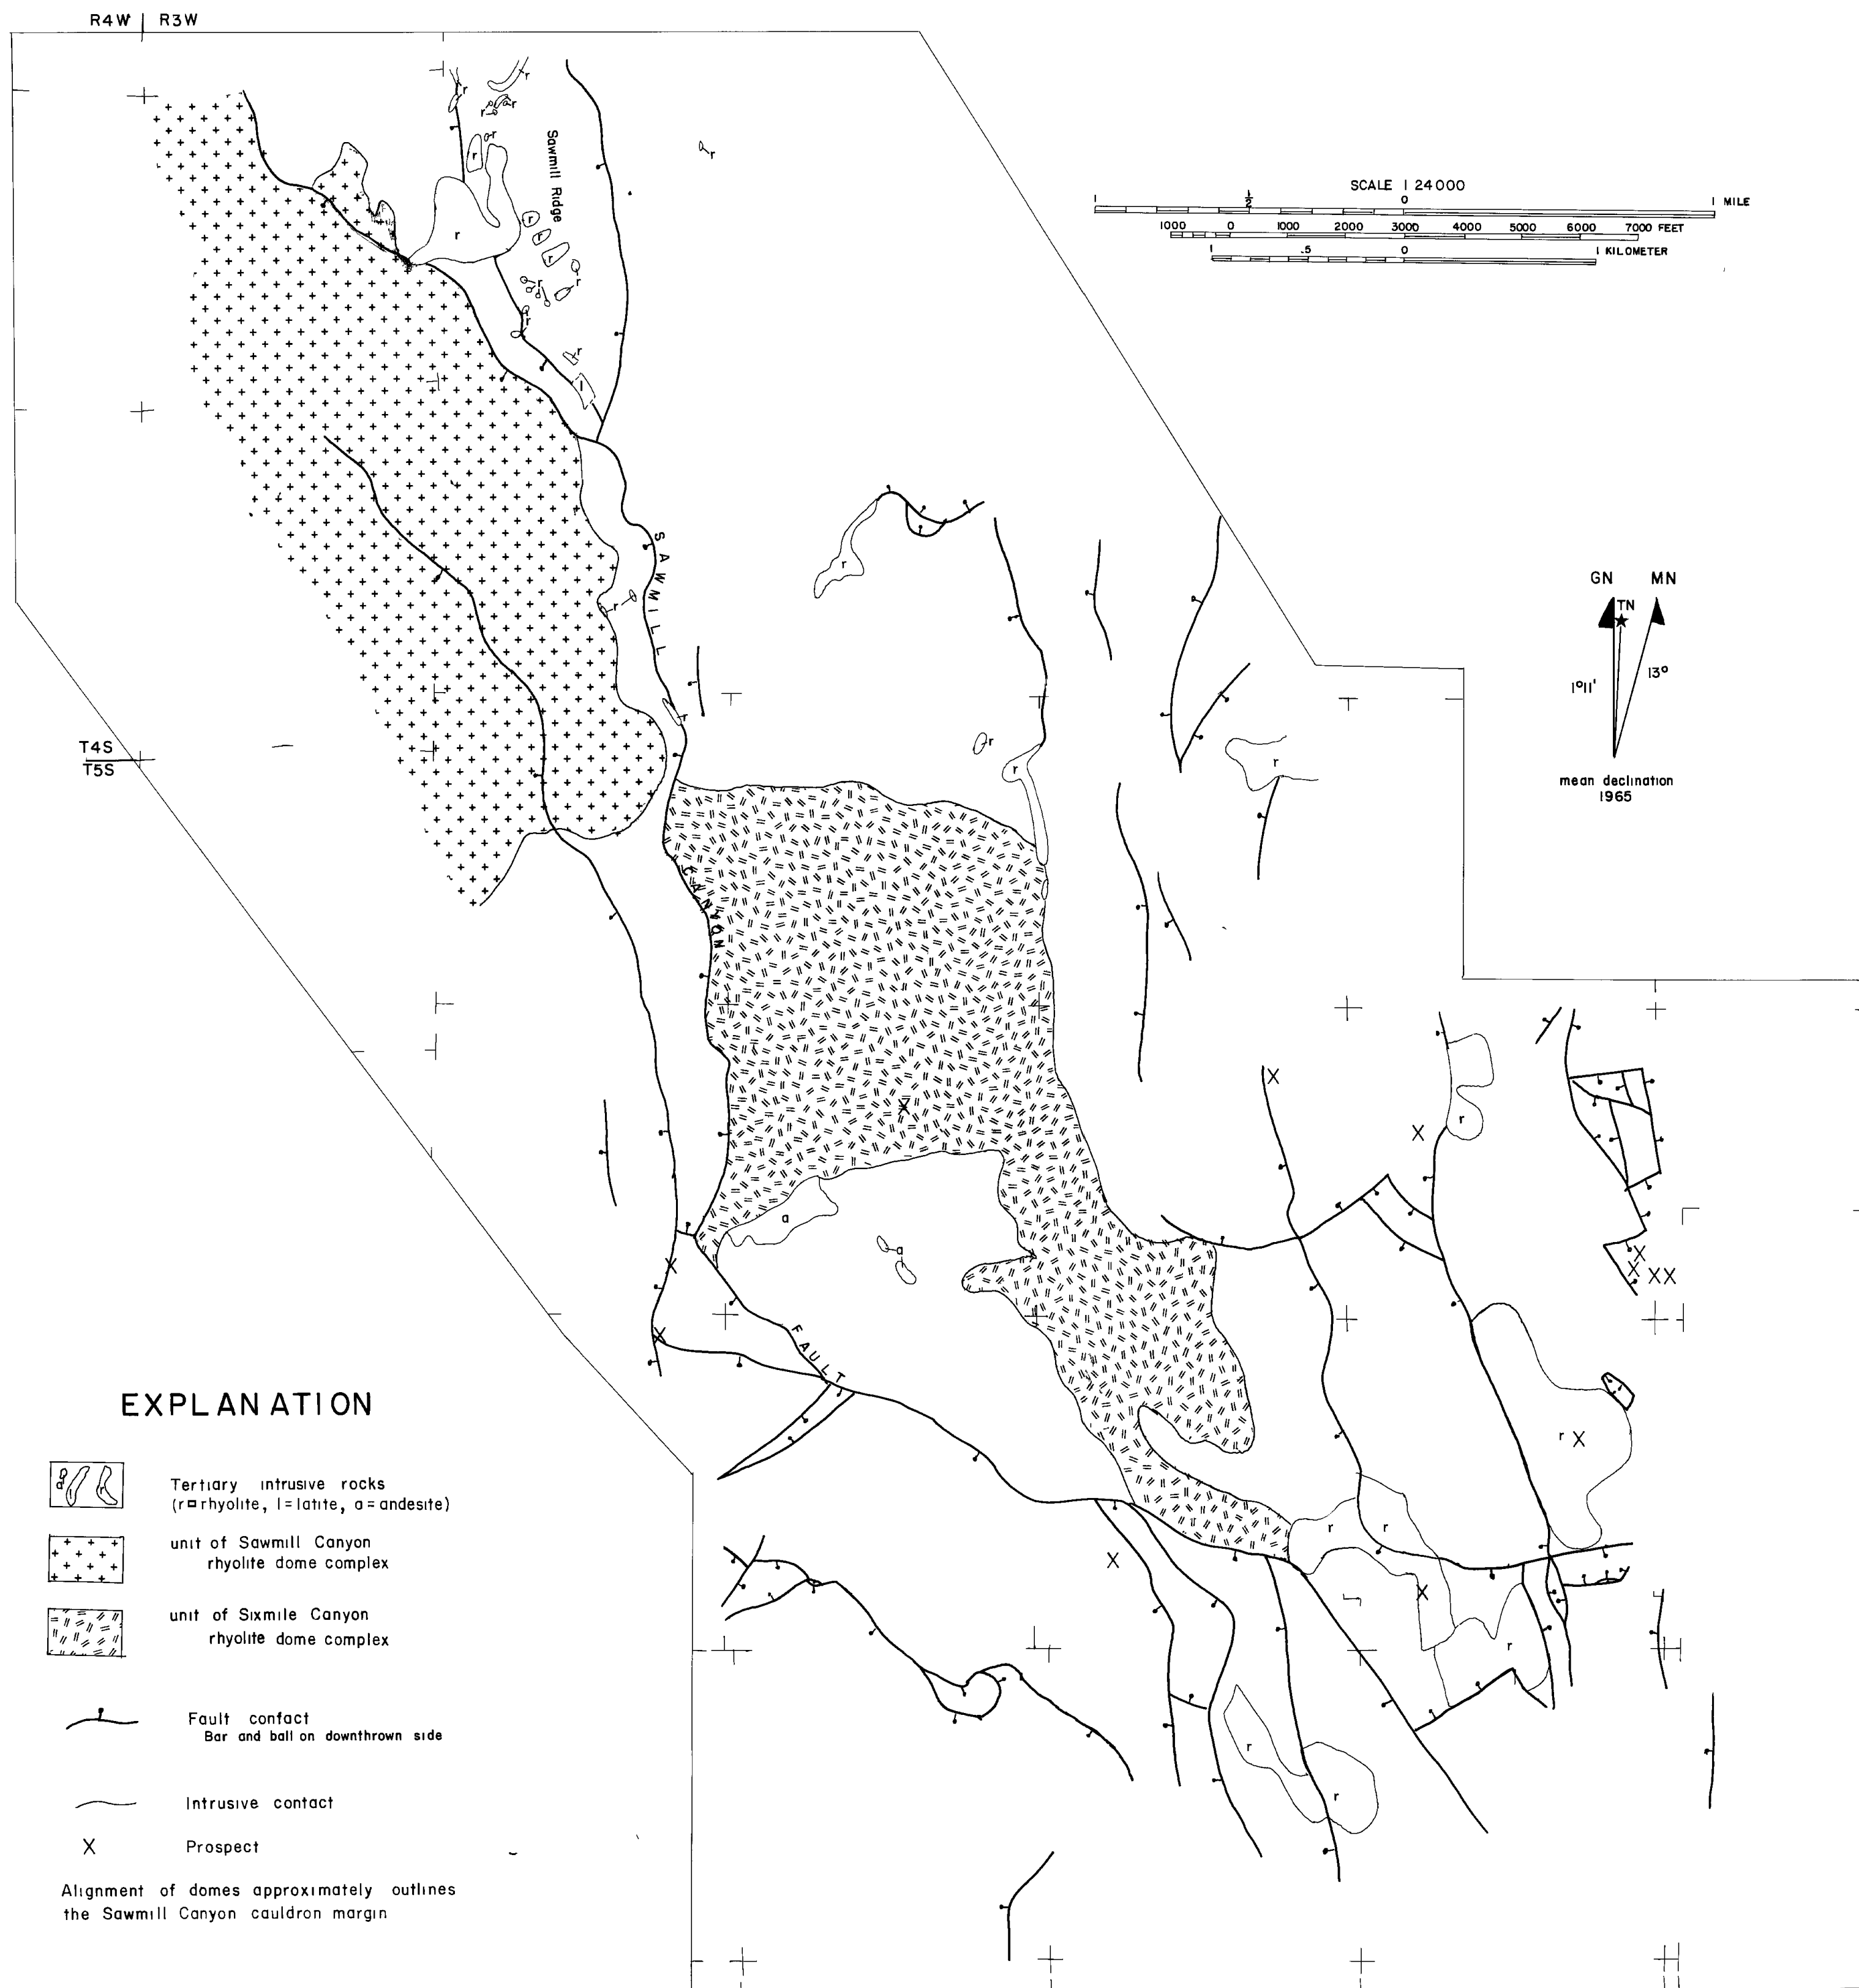 R4W | R3W
r
r
r
r
r
r
r
Sawmill Ridge
r
r
r
r
r
r
r
r
r
l
SCALE 1 24000
1 ½ 0 1 MILE
1000 0 1000 2000 3000 4000 5000 6000 7000 FEET
1 .5 0 1 KILOMETER
SAWMILL
r
r
r
GN MN
TN
1°11'
13°
mean declination
1965
T4S
T5S
r
r
r
CANYON
X
X
r
X
a
a
X
X
X
X
XX
FAULT
r X
r
r
X
X
r
r
r
EXPLANATION
a
l
r
Tertiary intrusive rocks
(r=rhyolite, l=latite, a=andesite)
unit of Sawmill Canyon
rhyolite dome complex
unit of Sixmile Canyon
rhyolite dome complex
Fault contact
Bar and ball on downthrown side
Intrusive contact
X Prospect
Alignment of domes approximately outlines
the Sawmill Canyon cauldron margin